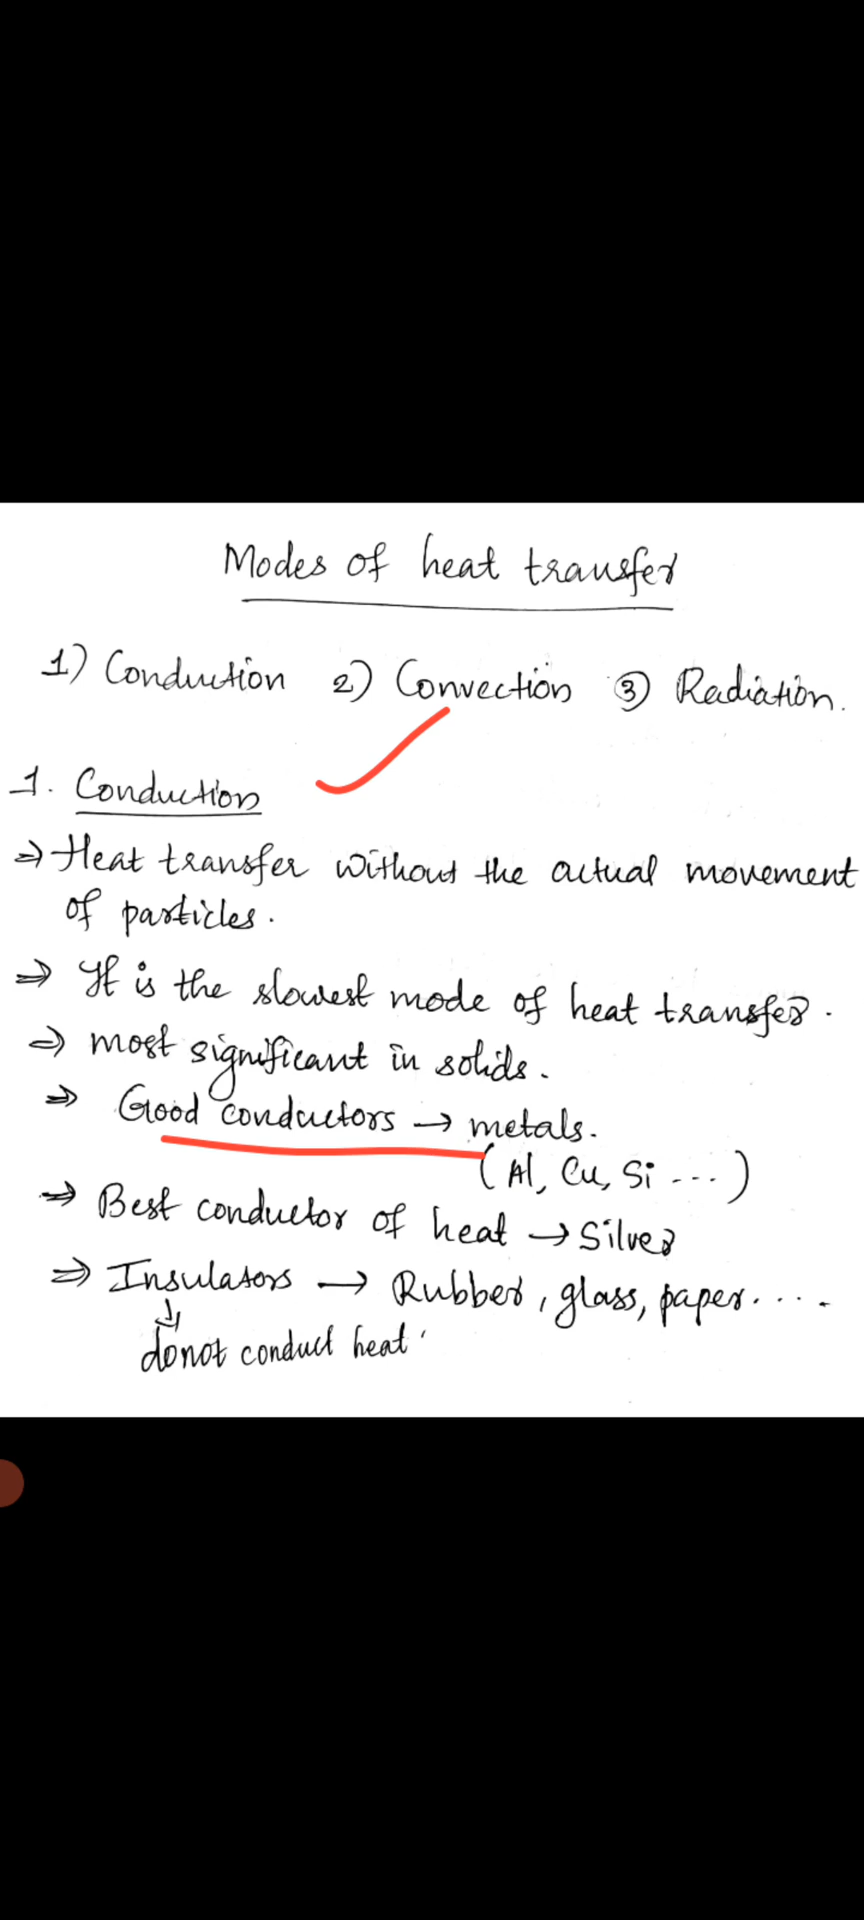 Modes of heat transfer
1) Conduction 2) Convection ③ Radiation.
1. Conduction
⇒ Heat transfer without the actual movement
of particles.
⇒ It is the slowest mode of heat transfer.
⇒ most significant in solids.
⇒ Good conductors → metals.
(Al, Cu, Si ...)
⇒ Best conductor of heat → Silver
⇒ Insulators → Rubber, glass, paper.....
⇓
do not conduct heat.